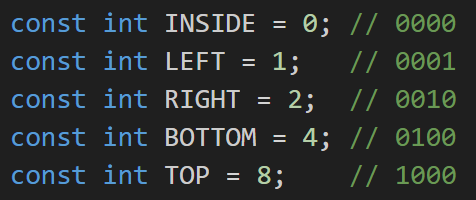 const int INSIDE = 0; // 0000
const int LEFT = 1;   // 0001
const int RIGHT = 2;  // 0010
const int BOTTOM = 4; // 0100
const int TOP = 8;    // 1000